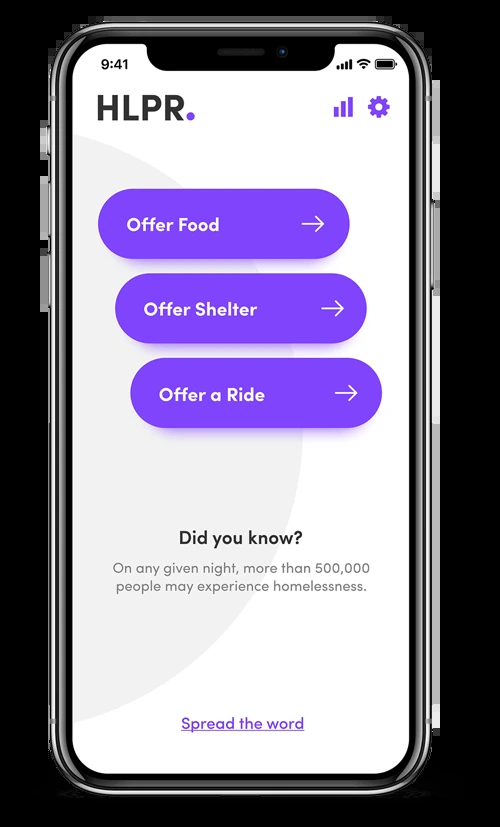 9:41
HLPR.
Offer Food
Offer Shelter
Offer a Ride
Did you know?
On any given night, more than 500,000
people may experience homelessness.
Spread the word